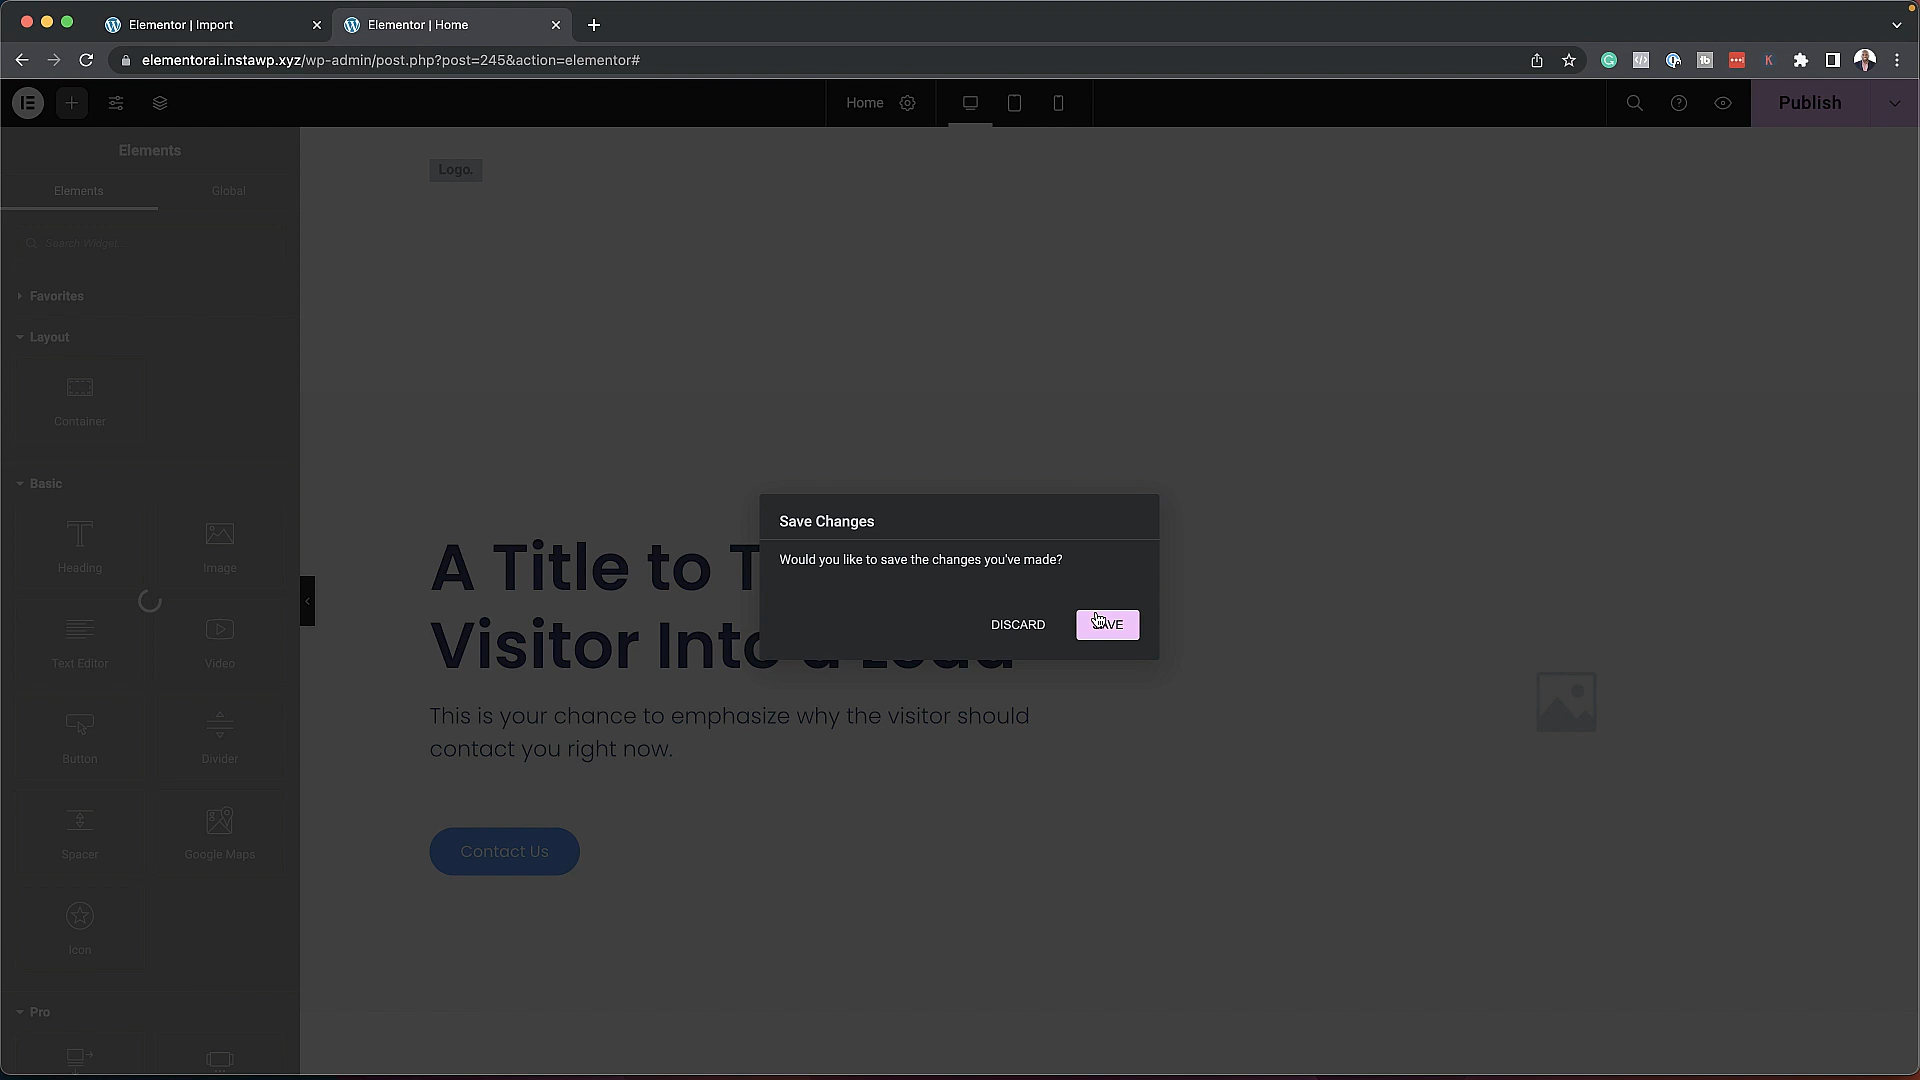 Elementor | Import
Elementor | Home
elementorai.instawp.xyz/wp-admin/post.php?post=245&action=elementor#
Home
Publish
Elements
Elements Global
Search Widget...
Favorites
Layout
Container
Basic
Heading Image
Text Editor Video
Button Divider
Spacer Google Maps
Icon
Pro
Logo.
A Title to
Visitor Into
This is your chance to emphasize why the visitor should
contact you right now.
Contact Us
Save Changes
Would you like to save the changes you've made?
DISCARD SAVE